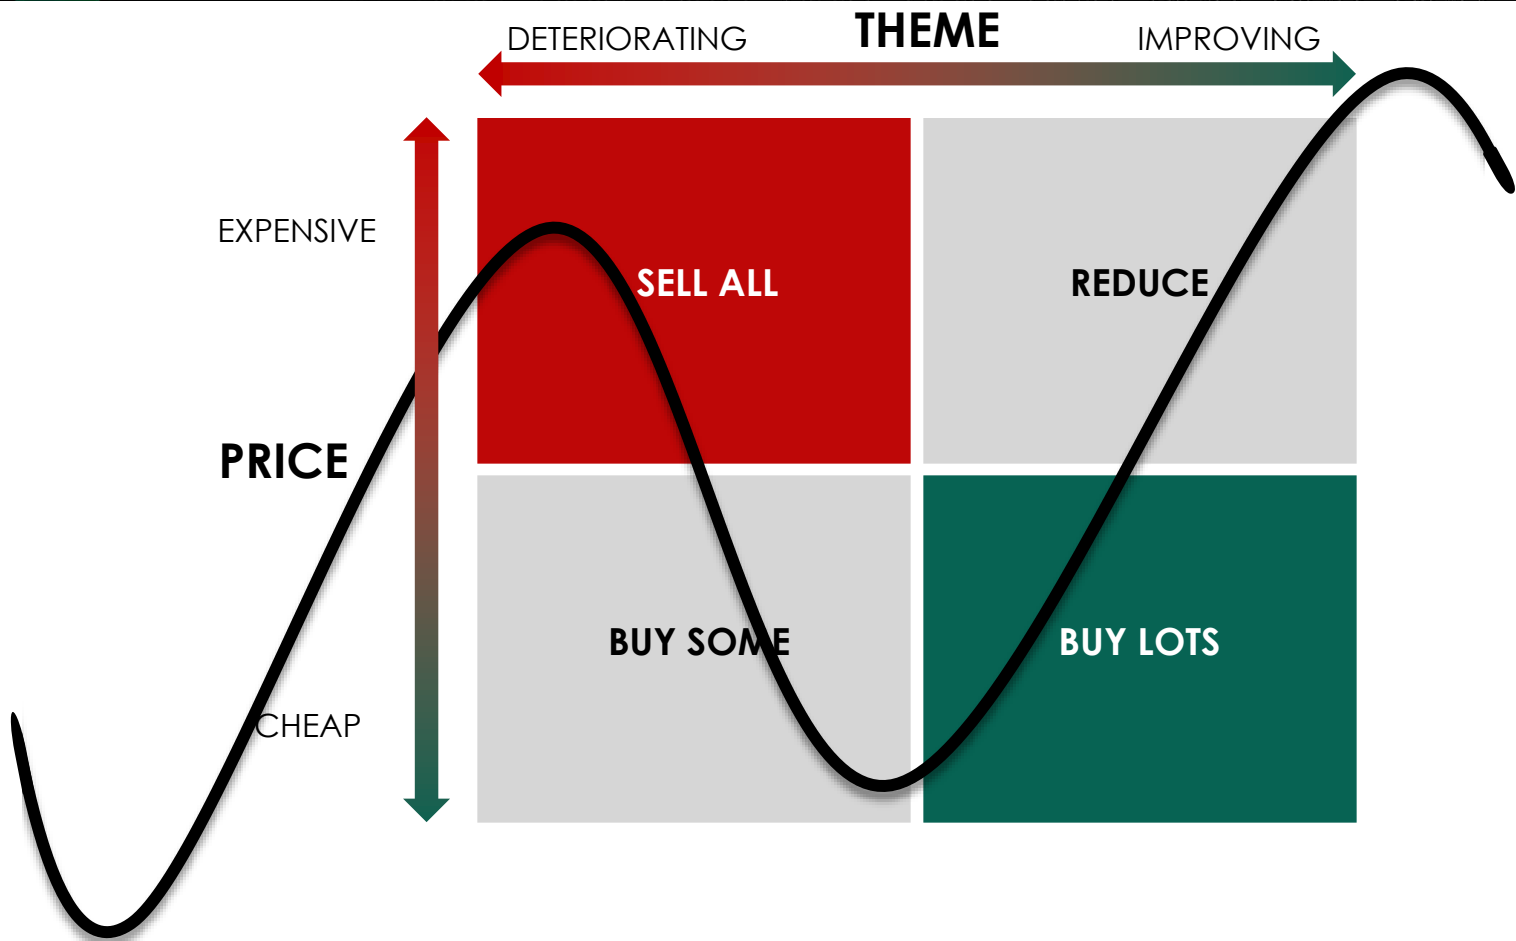 THEME
DETERIORATING
IMPROVING
EXPENSIVE
SELL ALL
REDUCE
PRICE
BUY SOME
BUY LOTS
CHEAP